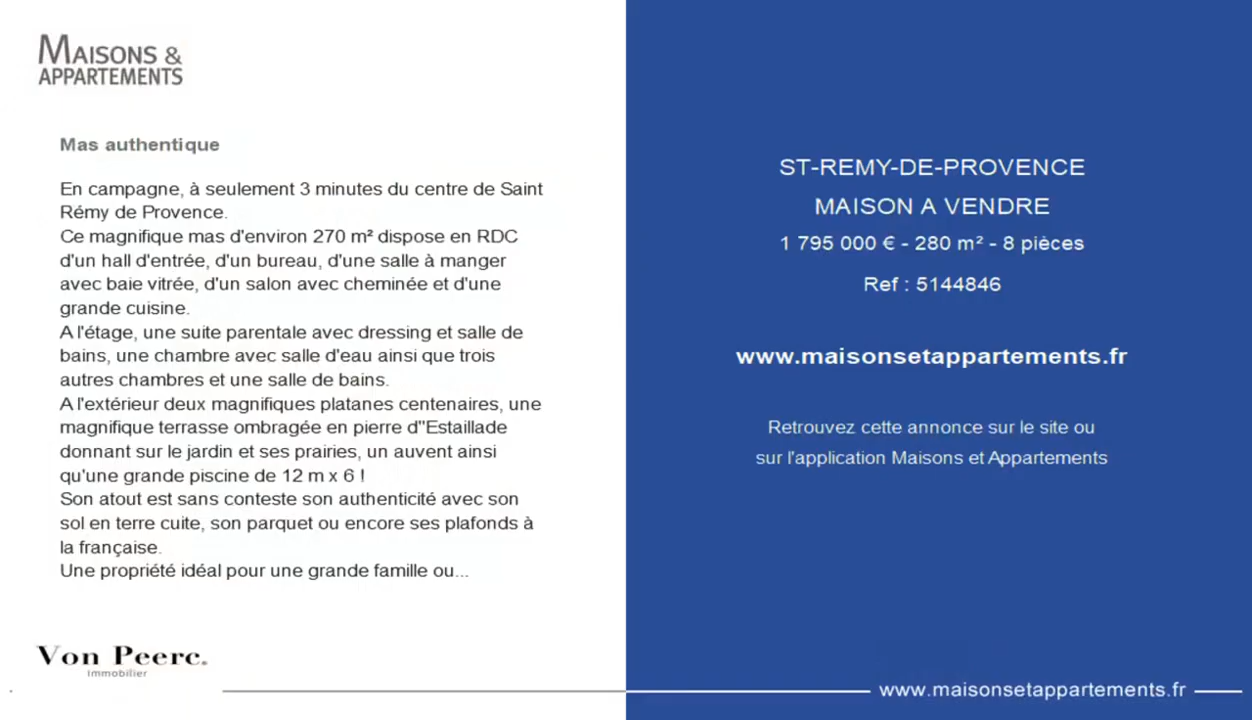 MAISONS &
APPARTEMENTS
Mas authentique
En campagne, à seulement 3 minutes du centre de Saint
Rémy de Provence.
Ce magnifique mas d'environ 270 m² dispose en RDC
d'un hall d'entrée, d'un bureau, d'une salle à manger
avec baie vitrée, d'un salon avec cheminée et d'une
grande cuisine.
A l'étage, une suite parentale avec dressing et salle de
bains, une chambre avec salle d'eau ainsi que trois
autres chambres et une salle de bains.
A l'extérieur deux magnifiques platanes centenaires, une
magnifique terrasse ombragée en pierre d"Estaillade
donnant sur le jardin et ses prairies, un auvent ainsi
qu'une grande piscine de 12 m x 6 !
Son atout est sans conteste son authenticité avec son
sol en terre cuite, son parquet ou encore ses plafonds à
la française.
Une propriété idéal pour une grande famille ou...
Von Peerc.
Immobilier
ST-REMY-DE-PROVENCE
MAISON A VENDRE
1 795 000 € - 280 m² - 8 pièces
Ref : 5144846
www.maisonsetappartements.fr
Retrouvez cette annonce sur le site ou
sur l'application Maisons et Appartements
www.maisonsetappartements.fr